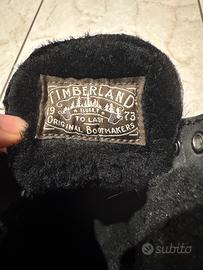 TIMBERLAND
19 BUILT 73
TO LAST
ORIGINAL BOOTMAKERS
subito